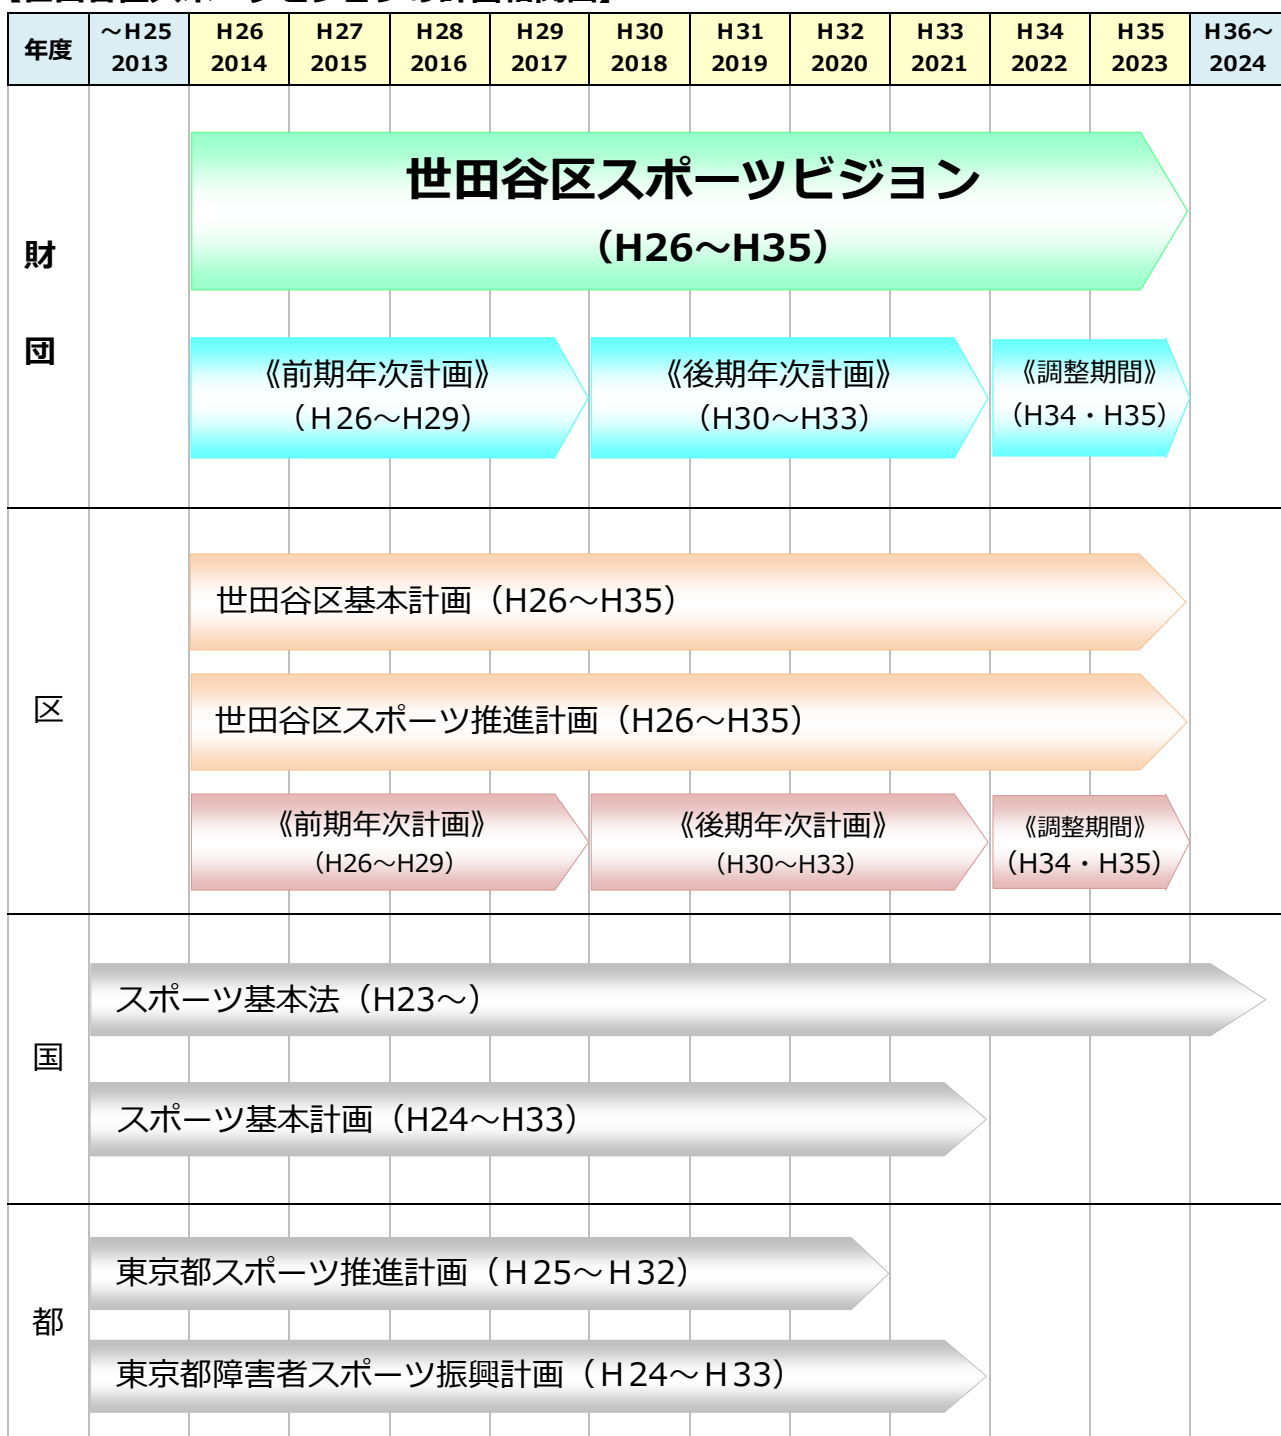 年度
～H25 H26 H27 H28 H29 H30 H31 H32 H33 H34 H35 H36～
2013 2014 2015 2016 2017 2018 2019 2020 2021 2022 2023 2024
財団
世田谷区スポーツビジョン
（H26～H35）
《前期年次計画》
（H26～H29）
《後期年次計画》
（H30～H33）
《調整期間》
（H34・H35）
区
世田谷区基本計画（H26～H35）
世田谷区スポーツ推進計画（H26～H35）
《前期年次計画》
（H26～H29）
《後期年次計画》
（H30～H33）
《調整期間》
（H34・H35）
国
スポーツ基本法（H23～）
スポーツ基本計画（H24～H33）
都
東京都スポーツ推進計画（Ｈ25～Ｈ32）
東京都障害者スポーツ振興計画（Ｈ24～Ｈ33）